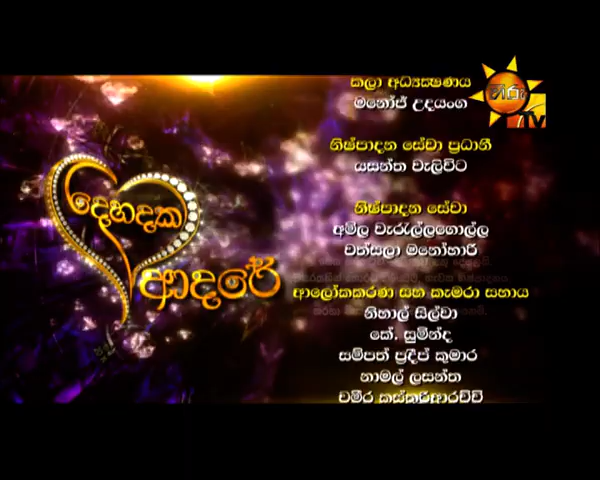 කලා අධ්‍යක්ෂණය
මනෝජ් උදයංග
හිරු
TV
නිෂ්පාදන සේවා ප්‍රධානී
යසන්ත වැලිවිට
දෙහදක
ආදරේ
නිෂ්පාදන සේවා
අමිල වැරැල්ලගොල්ල
වත්සලා මනෝහාරී
ආලෝකකරණ සහ කැමරා සහාය
නිහාල් සිල්වා
කේ. සුමින්ද
සම්පත් ප්‍රදීප් කුමාර
නාමල් ලසන්ත
චමීර කස්තුරිආරච්චි